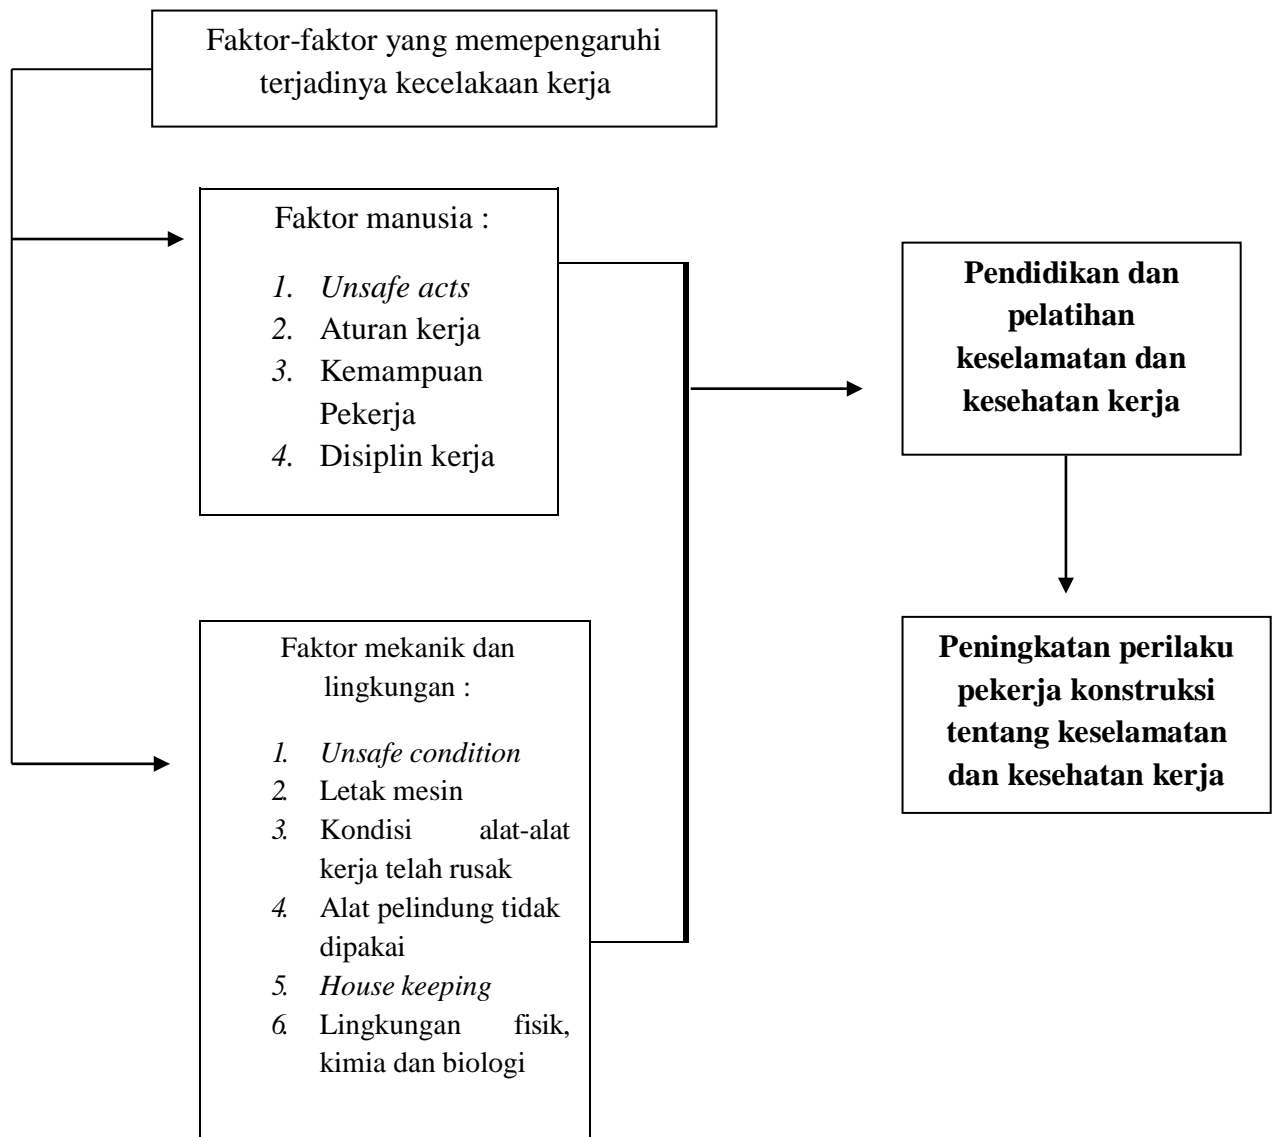 Faktor-faktor yang memepengaruhi
terjadinya kecelakaan kerja
Faktor manusia :
1. Unsafe acts
2. Aturan kerja
3. Kemampuan
Pekerja
4. Disiplin kerja
Faktor mekanik dan
lingkungan :
1. Unsafe condition
2. Letak mesin
3. Kondisi alat-alat
kerja telah rusak
4. Alat pelindung tidak
dipakai
5. House keeping
6. Lingkungan fisik,
kimia dan biologi
Pendidikan dan
pelatihan
keselamatan dan
kesehatan kerja
Peningkatan perilaku
pekerja konstruksi
tentang keselamatan
dan kesehatan kerja